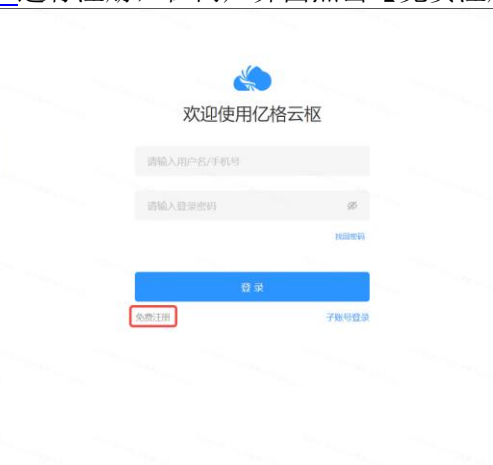 欢迎使用亿格云枢
请输入用户名/手机号
请输入登录密码
找回密码
登 录
免费注册
子账号登录